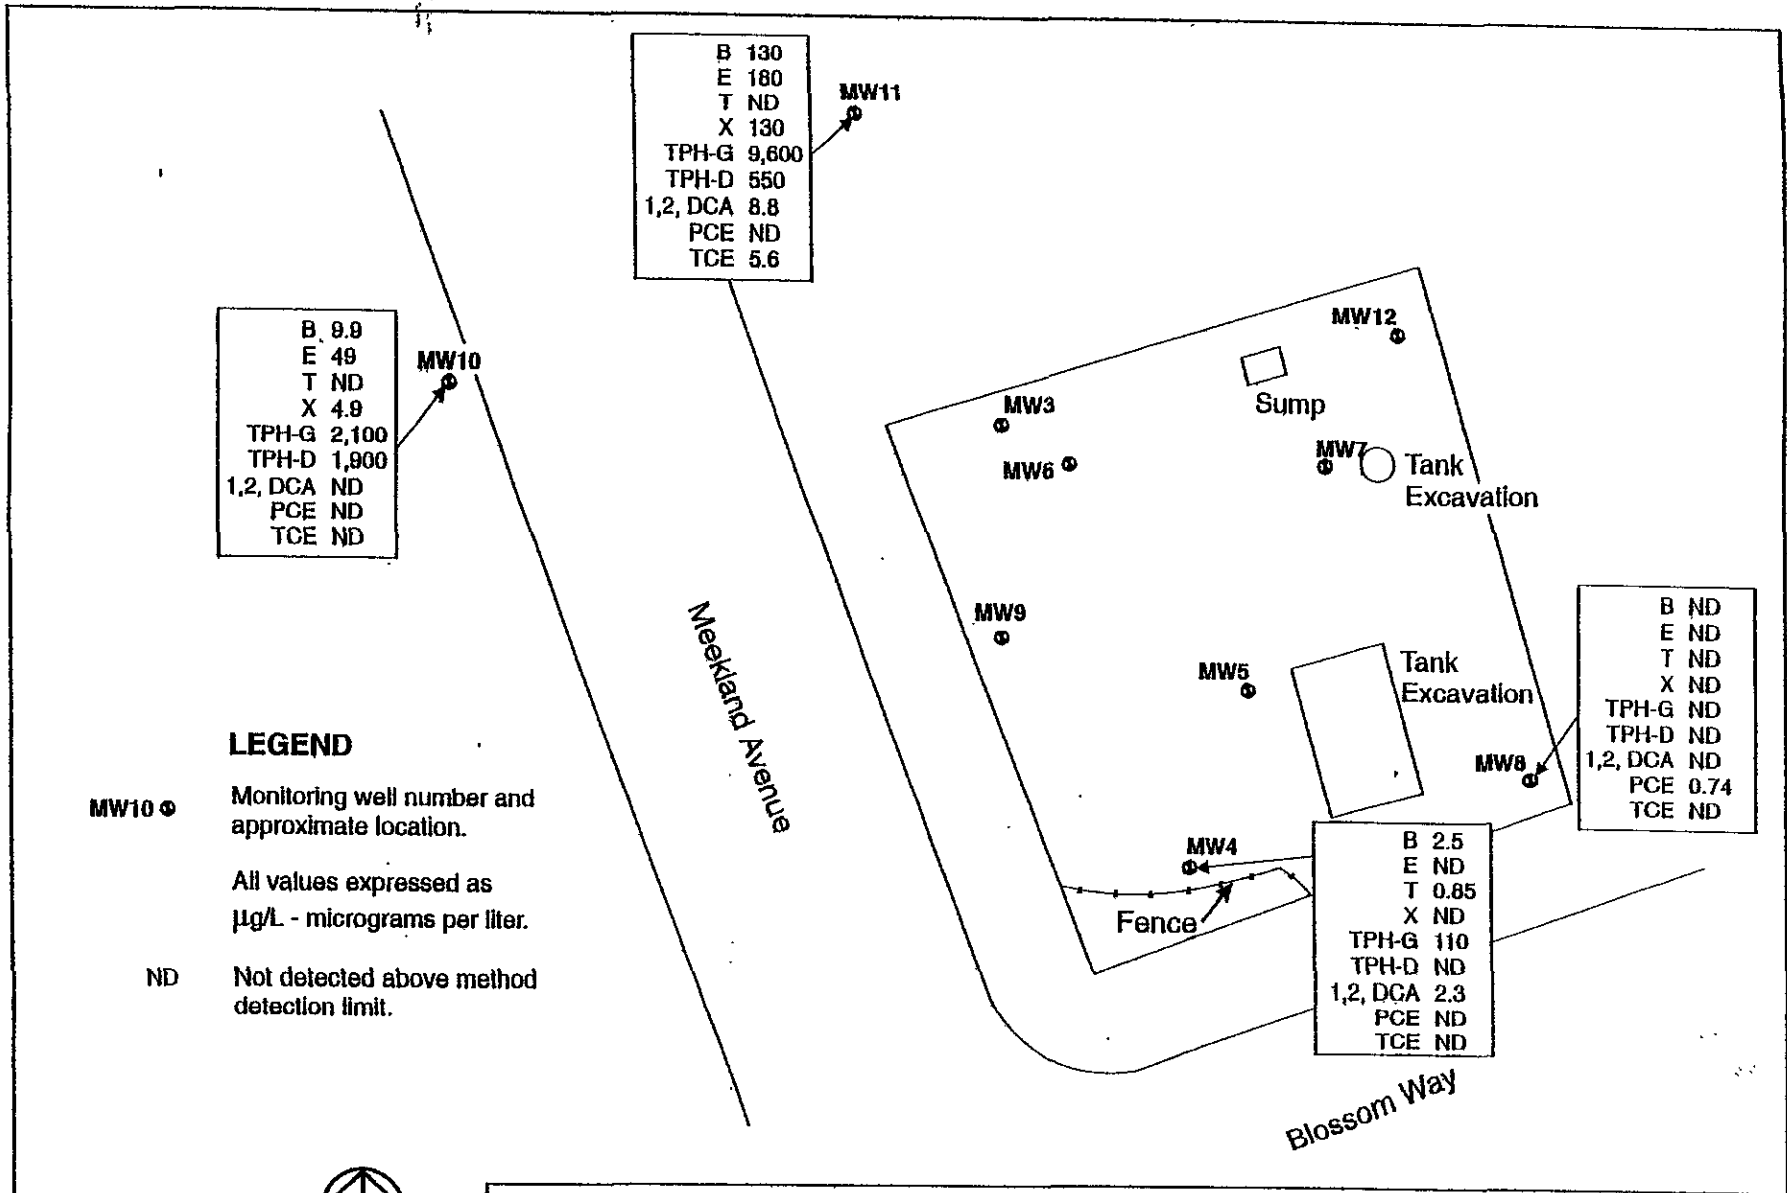 B 130
E 180
T ND
X 130
TPH-G 9,600
TPH-D 550
1,2, DCA 8.8
PCE ND
TCE 5.6
MW11
B 9.9
E 49
T ND
X 4.9
TPH-G 2,100
TPH-D 1,900
1,2, DCA ND
PCE ND
TCE ND
MW10
MW12
Sump
MW3
MW6
MW7
Tank
Excavation
MW9
MW5
Tank
Excavation
Meekland Avenue
B ND
E ND
T ND
X ND
TPH-G ND
TPH-D ND
1,2, DCA ND
PCE 0.74
TCE ND
MW8
MW4
Fence
B 2.5
E ND
T 0.85
X ND
TPH-G 110
TPH-D ND
1,2, DCA 2.3
PCE ND
TCE ND
Blossom Way
LEGEND
MW10 Monitoring well number and
approximate location.
All values expressed as
µg/L - micrograms per liter.
ND Not detected above method
detection limit.